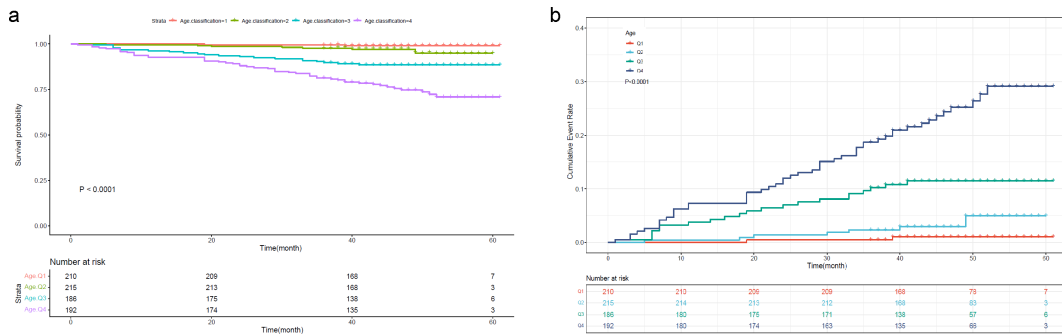 a
Strata Age.classification=1 Age.classification=2 Age.classification=3 Age.classification=4
1.00
0.75
0.50
0.25
0.00
Survival probability
P < 0.0001
0 20 40 60
Time(month)
Number at risk
Strata
Age.Q1 210 209 168 7
Age.Q2 215 213 168 3
Age.Q3 186 175 138 6
Age.Q4 192 174 135 3
0 20 40 60
Time(month)
b
0.4
0.3
0.2
0.1
0.0
Cumulative Event Rate
Age
Q1
Q2
Q3
Q4
P<0.0001
0 10 20 30 40 50 60
Time(month)
Number at risk
Q1 210 210 209 209 168 79 7
Q2 215 214 213 212 168 83 3
Q3 186 180 175 171 138 57 6
Q4 192 180 174 163 135 66 3